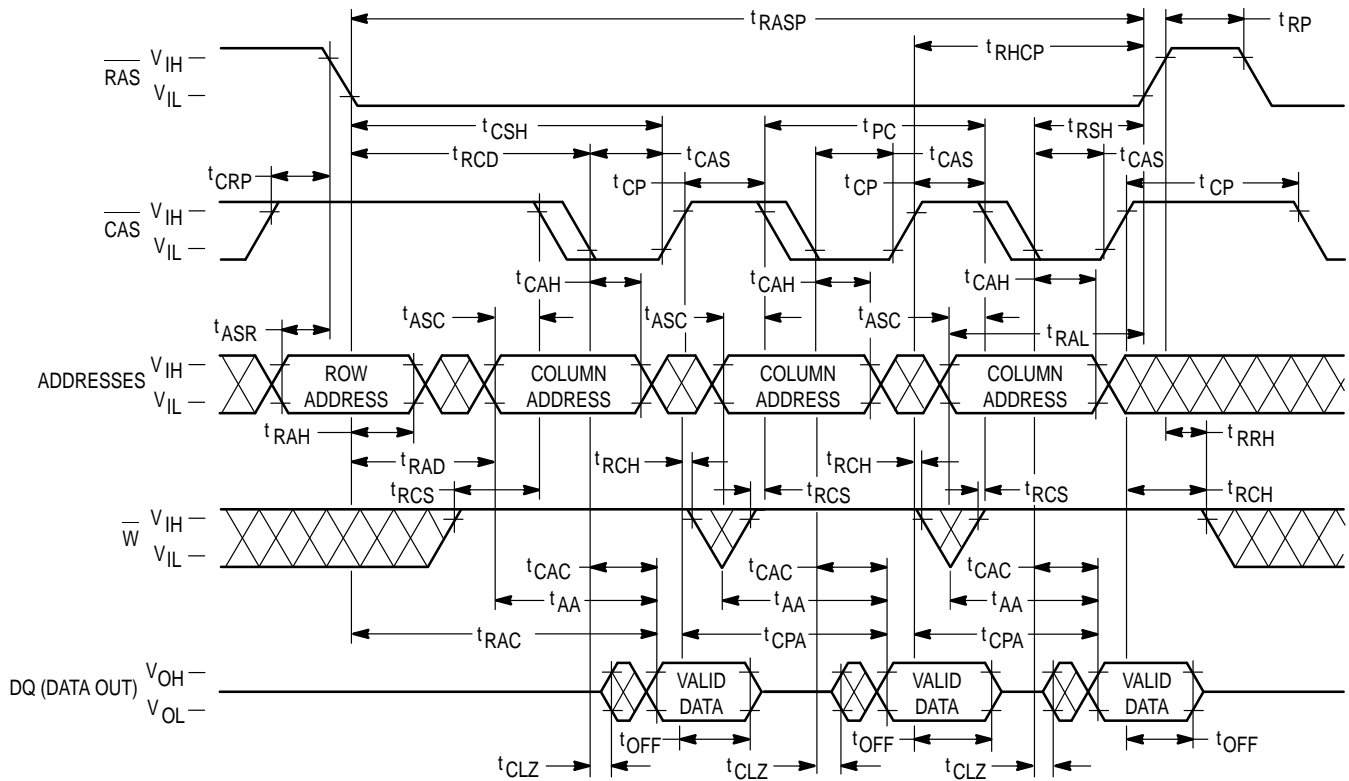 tRASP
tRP
tRHCP
RAS
VIH
VIL
tCSH
tPC
tRSH
tRCD
tCAS
tCAS
tCAS
tCRP
tCP
tCP
tCP
CAS
VIH
VIL
tCAH
tCAH
tCAH
tASR
tASC
tASC
tASC
tRAL
ADDRESSES
VIH
VIL
ROW
ADDRESS
COLUMN
ADDRESS
COLUMN
ADDRESS
COLUMN
ADDRESS
tRAH
tRRH
tRAD
tRCH
tRCH
tRCS
tRCS
tRCS
tRCH
W
VIH
VIL
tCAC
tCAC
tCAC
tAA
tAA
tAA
tRAC
tCPA
tCPA
DQ (DATA OUT)
VOH
VOL
VALID
DATA
VALID
DATA
VALID
DATA
tOFF
tOFF
tOFF
tCLZ
tCLZ
tCLZ